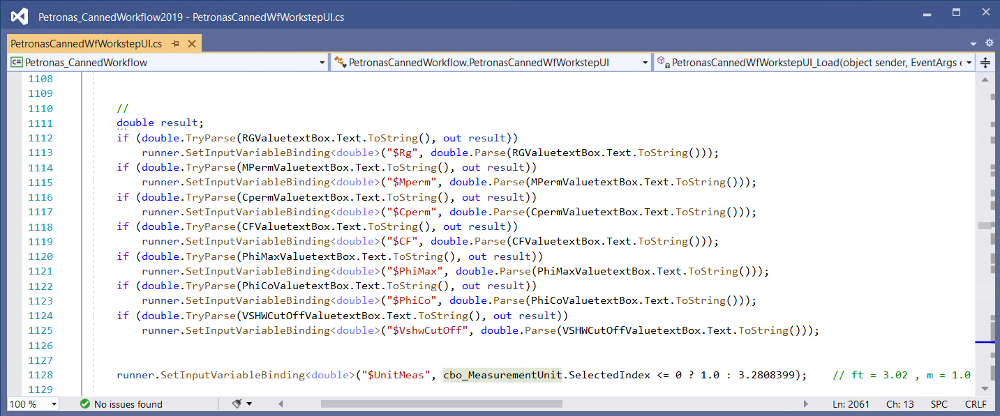 Petronas_CannedWorkflow2019 - PetronasCannedWfWorkstepUI.cs
PetronasCannedWfWorkstepUI.cs
C# Petronas_CannedWorkflow
PetronasCannedWorkflow.PetronasCannedWfWorkstepUI
PetronasCannedWfWorkstepUI_Load(object sender, EventArgs e
1108
1109
1110 //
1111 double result;
1112 if (double.TryParse(RGValuetextBox.Text.ToString(), out result))
1113 runner.SetInputVariableBinding<double>("$Rg", double.Parse(RGValuetextBox.Text.ToString()));
1114 if (double.TryParse(MPermValuetextBox.Text.ToString(), out result))
1115 runner.SetInputVariableBinding<double>("$Mperm", double.Parse(MPermValuetextBox.Text.ToString()));
1116 if (double.TryParse(CpermValuetextBox.Text.ToString(), out result))
1117 runner.SetInputVariableBinding<double>("$Cperm", double.Parse(CpermValuetextBox.Text.ToString()));
1118 if (double.TryParse(CFValuetextBox.Text.ToString(), out result))
1119 runner.SetInputVariableBinding<double>("$CF", double.Parse(CFValuetextBox.Text.ToString()));
1120 if (double.TryParse(PhiMaxValuetextBox.Text.ToString(), out result))
1121 runner.SetInputVariableBinding<double>("$PhiMax", double.Parse(PhiMaxValuetextBox.Text.ToString()));
1122 if (double.TryParse(PhiCoValuetextBox.Text.ToString(), out result))
1123 runner.SetInputVariableBinding<double>("$PhiCo", double.Parse(PhiCoValuetextBox.Text.ToString()));
1124 if (double.TryParse(VSHWCutOffValuetextBox.Text.ToString(), out result))
1125 runner.SetInputVariableBinding<double>("$VshwCutOff", double.Parse(VSHWCutOffValuetextBox.Text.ToString()));
1126
1127
1128 runner.SetInputVariableBinding<double>("$UnitMeas", cbo_MeasurementUnit.SelectedIndex <= 0 ? 1.0 : 3.2808399); // ft = 3.02 , m = 1.0
1129
100 % No issues found Ln: 2061 Ch: 13 SPC CRLF